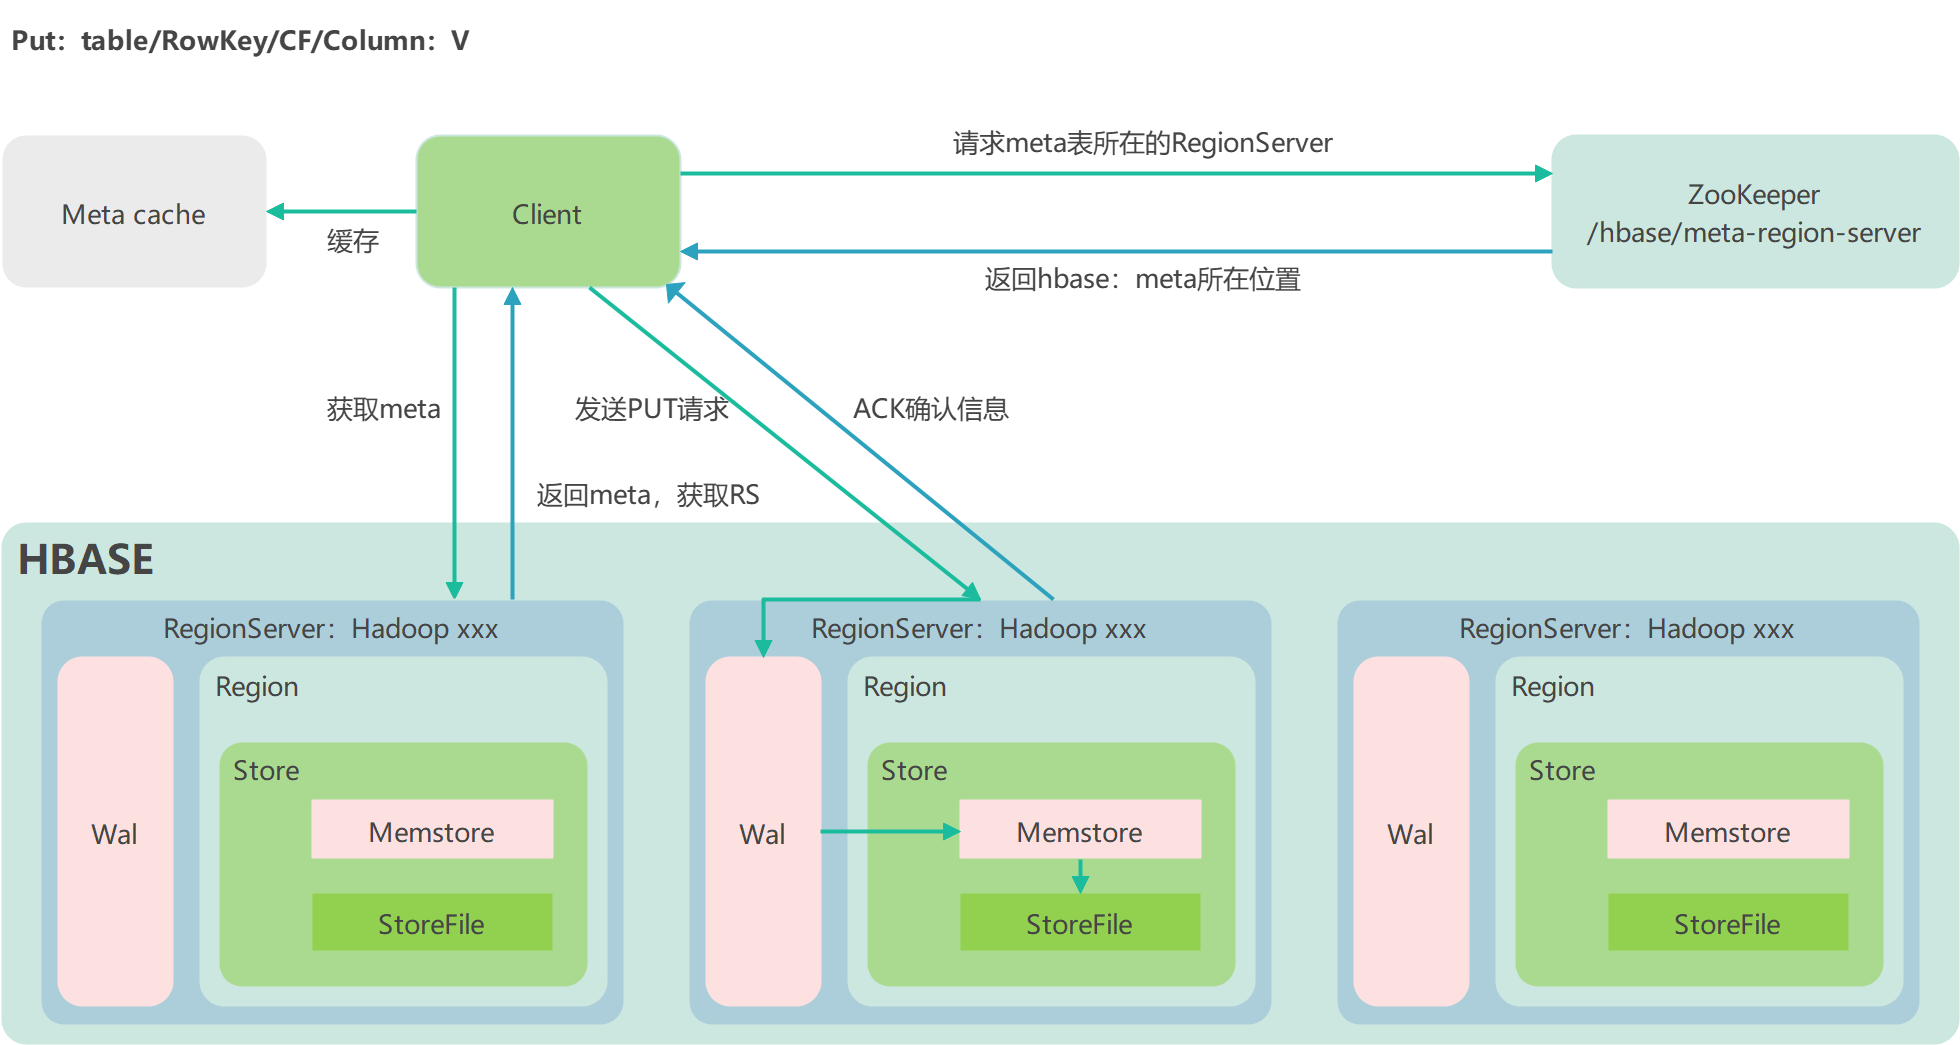 Put：table/RowKey/CF/Column：V
请求meta表所在的RegionServer
Meta cache
Client
ZooKeeper
/hbase/meta-region-server
缓存
返回hbase：meta所在位置
获取meta
发送PUT请求
ACK确认信息
返回meta，获取RS
HBASE
RegionServer：Hadoop xxx
RegionServer：Hadoop xxx
RegionServer：Hadoop xxx
Region
Region
Region
Store
Store
Store
Wal
Memstore
Wal
Memstore
Wal
Memstore
StoreFile
StoreFile
StoreFile